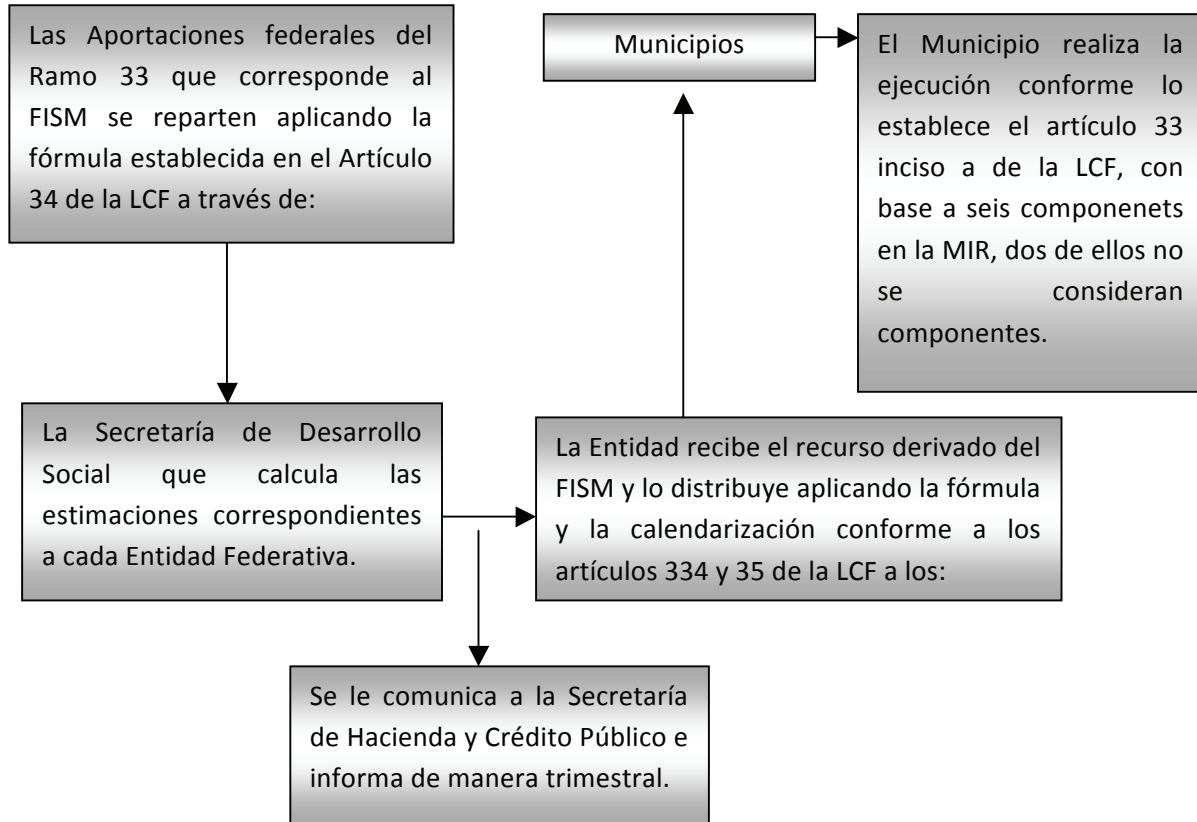 Las Aportaciones federales del
Ramo 33 que corresponde al
FISM se reparten aplicando la
fórmula establecida en el Artículo
34 de la LCF a través de:
La Secretaría de Desarrollo
Social que calcula las
estimaciones correspondientes
a cada Entidad Federativa.
Se le comunica a la Secretaría
de Hacienda y Crédito Público e
informa de manera trimestral.
La Entidad recibe el recurso derivado del
FISM y lo distribuye aplicando la fórmula
y la calendarización conforme a los
artículos 334 y 35 de la LCF a los:
Municipios
El Municipio realiza la
ejecución conforme lo
establece el artículo 33
inciso a de la LCF, con
base a seis componenets
en la MIR, dos de ellos no
se consideran
componentes.